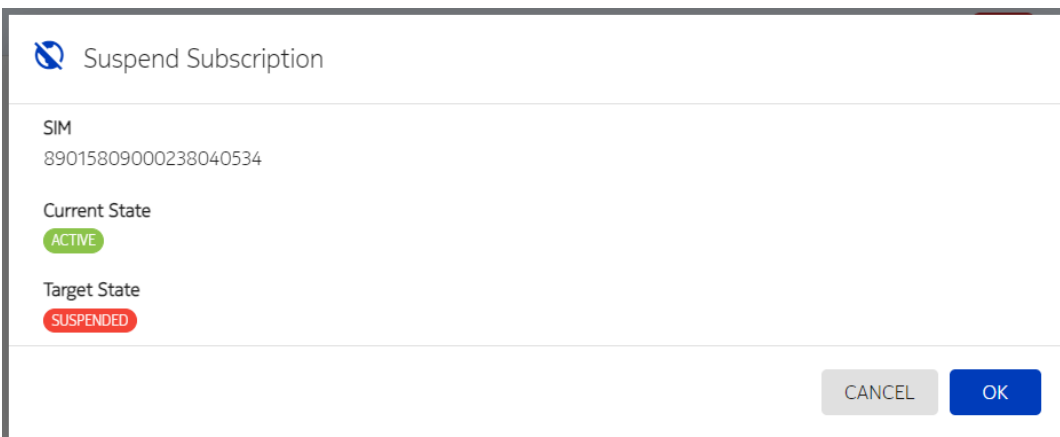 Suspend Subscription
SIM
89015809000238040534
Current State
ACTIVE
Target State
SUSPENDED
CANCEL OK